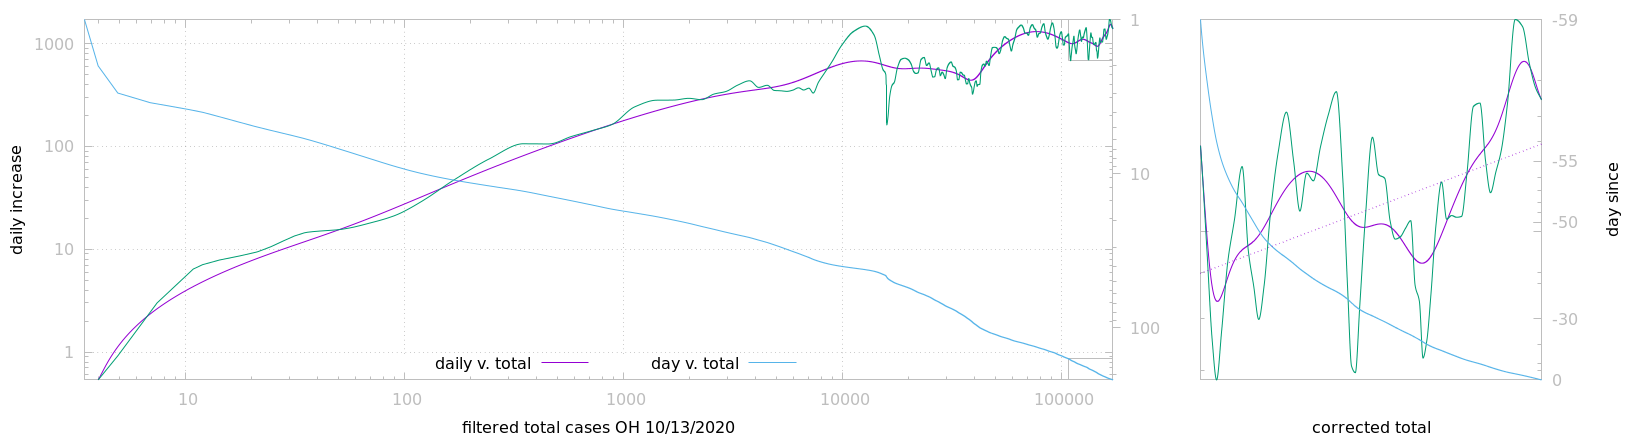 1000
100
10
1
daily increase
1
10
100
daily v. total
day v. total
10
100
1000
10000
100000
filtered total cases OH 10/13/2020
-59
-55
-50
-30
0
day since
corrected total